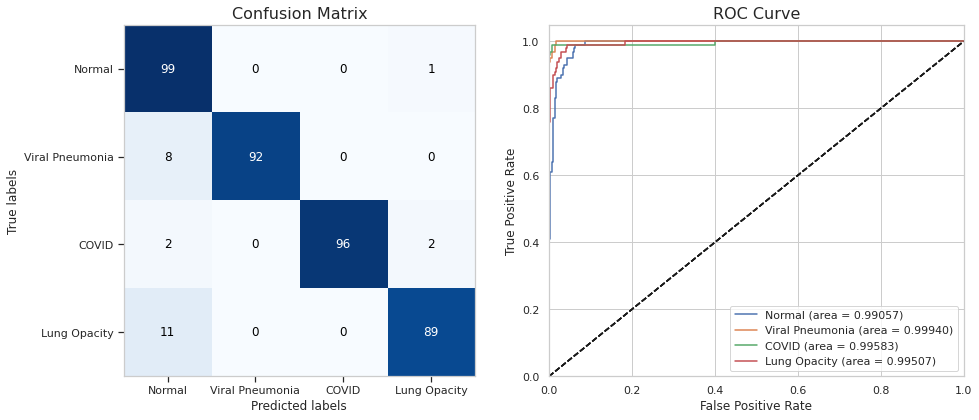 Confusion Matrix
True labels
Normal
99
0
0
1
Viral Pneumonia
8
92
0
0
COVID
2
0
96
2
Lung Opacity
11
0
0
89
Normal
Viral Pneumonia
COVID
Lung Opacity
Predicted labels
ROC Curve
True Positive Rate
1.0
0.8
0.6
0.4
0.2
0.0
Normal (area = 0.99057)
Viral Pneumonia (area = 0.99940)
COVID (area = 0.99583)
Lung Opacity (area = 0.99507)
0.0
0.2
0.4
0.6
0.8
1.0
False Positive Rate